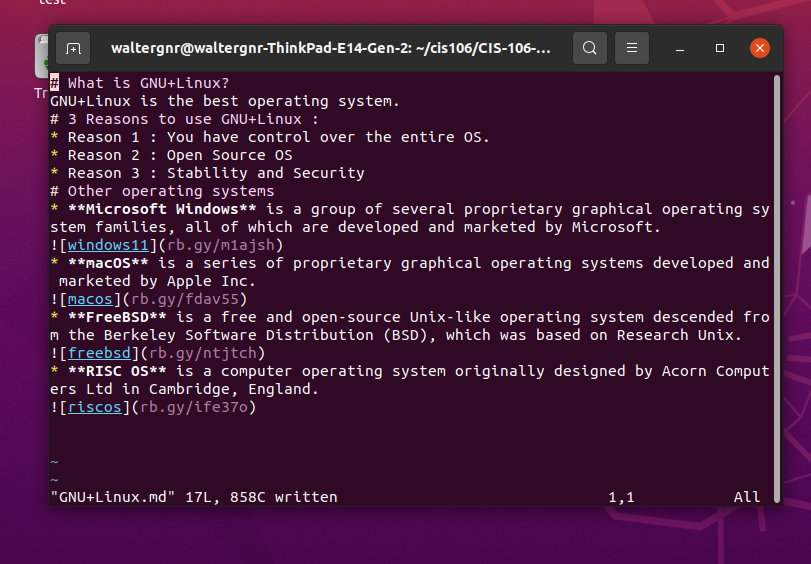 test
Tr
waltergnr@waltergnr-ThinkPad-E14-Gen-2: ~/cis106/CIS-106-...
# What is GNU+Linux?
GNU+Linux is the best operating system.
# 3 Reasons to use GNU+Linux :
* Reason 1 : You have control over the entire OS.
* Reason 2 : Open Source OS
* Reason 3 : Stability and Security
# Other operating systems
* **Microsoft Windows** is a group of several proprietary graphical operating sy
stem families, all of which are developed and marketed by Microsoft.
![windows11](rb.gy/m1ajsh)
* **macOS** is a series of proprietary graphical operating systems developed and
 marketed by Apple Inc.
![macos](rb.gy/fdav55)
* **FreeBSD** is a free and open-source Unix-like operating system descended fro
m the Berkeley Software Distribution (BSD), which was based on Research Unix.
![freebsd](rb.gy/ntjtch)
* **RISC OS** is a computer operating system originally designed by Acorn Comput
ers Ltd in Cambridge, England.
![riscos](rb.gy/ife37o)
~
~
"GNU+Linux.md" 17L, 858C written 1,1 All